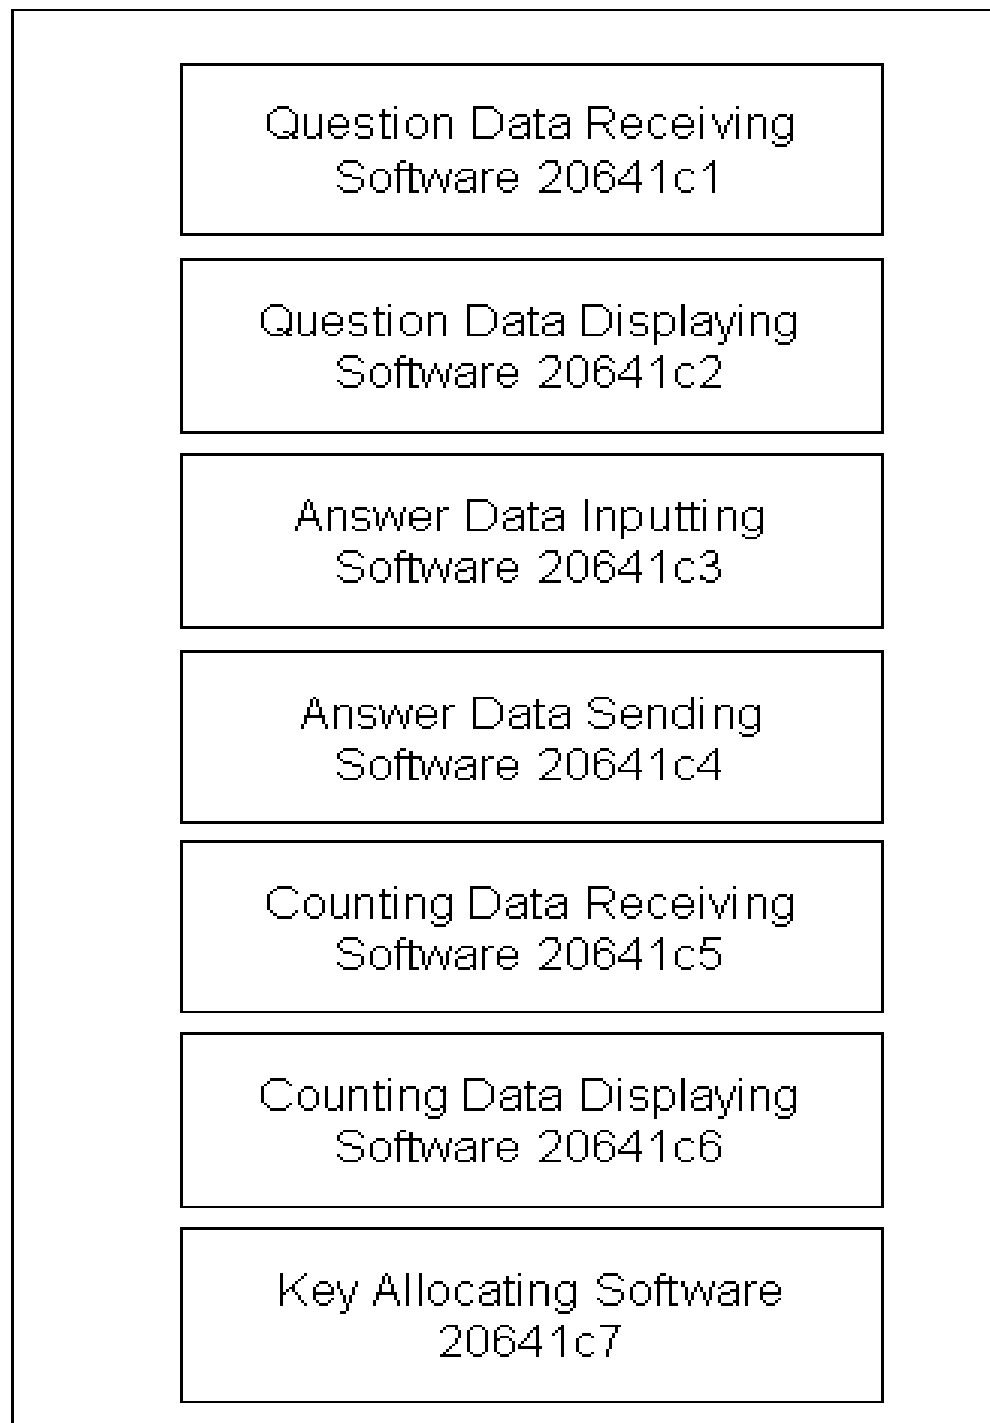 Question Data Receiving
Software 20641c1
Question Data Displaying
Software 20641c2
Answer Data Inputting
Software 20641c3
Answer Data Sending
Software 20641c4
Counting Data Receiving
Software 20641c5
Counting Data Displaying
Software 20641c6
Key Allocating Software
20641c7